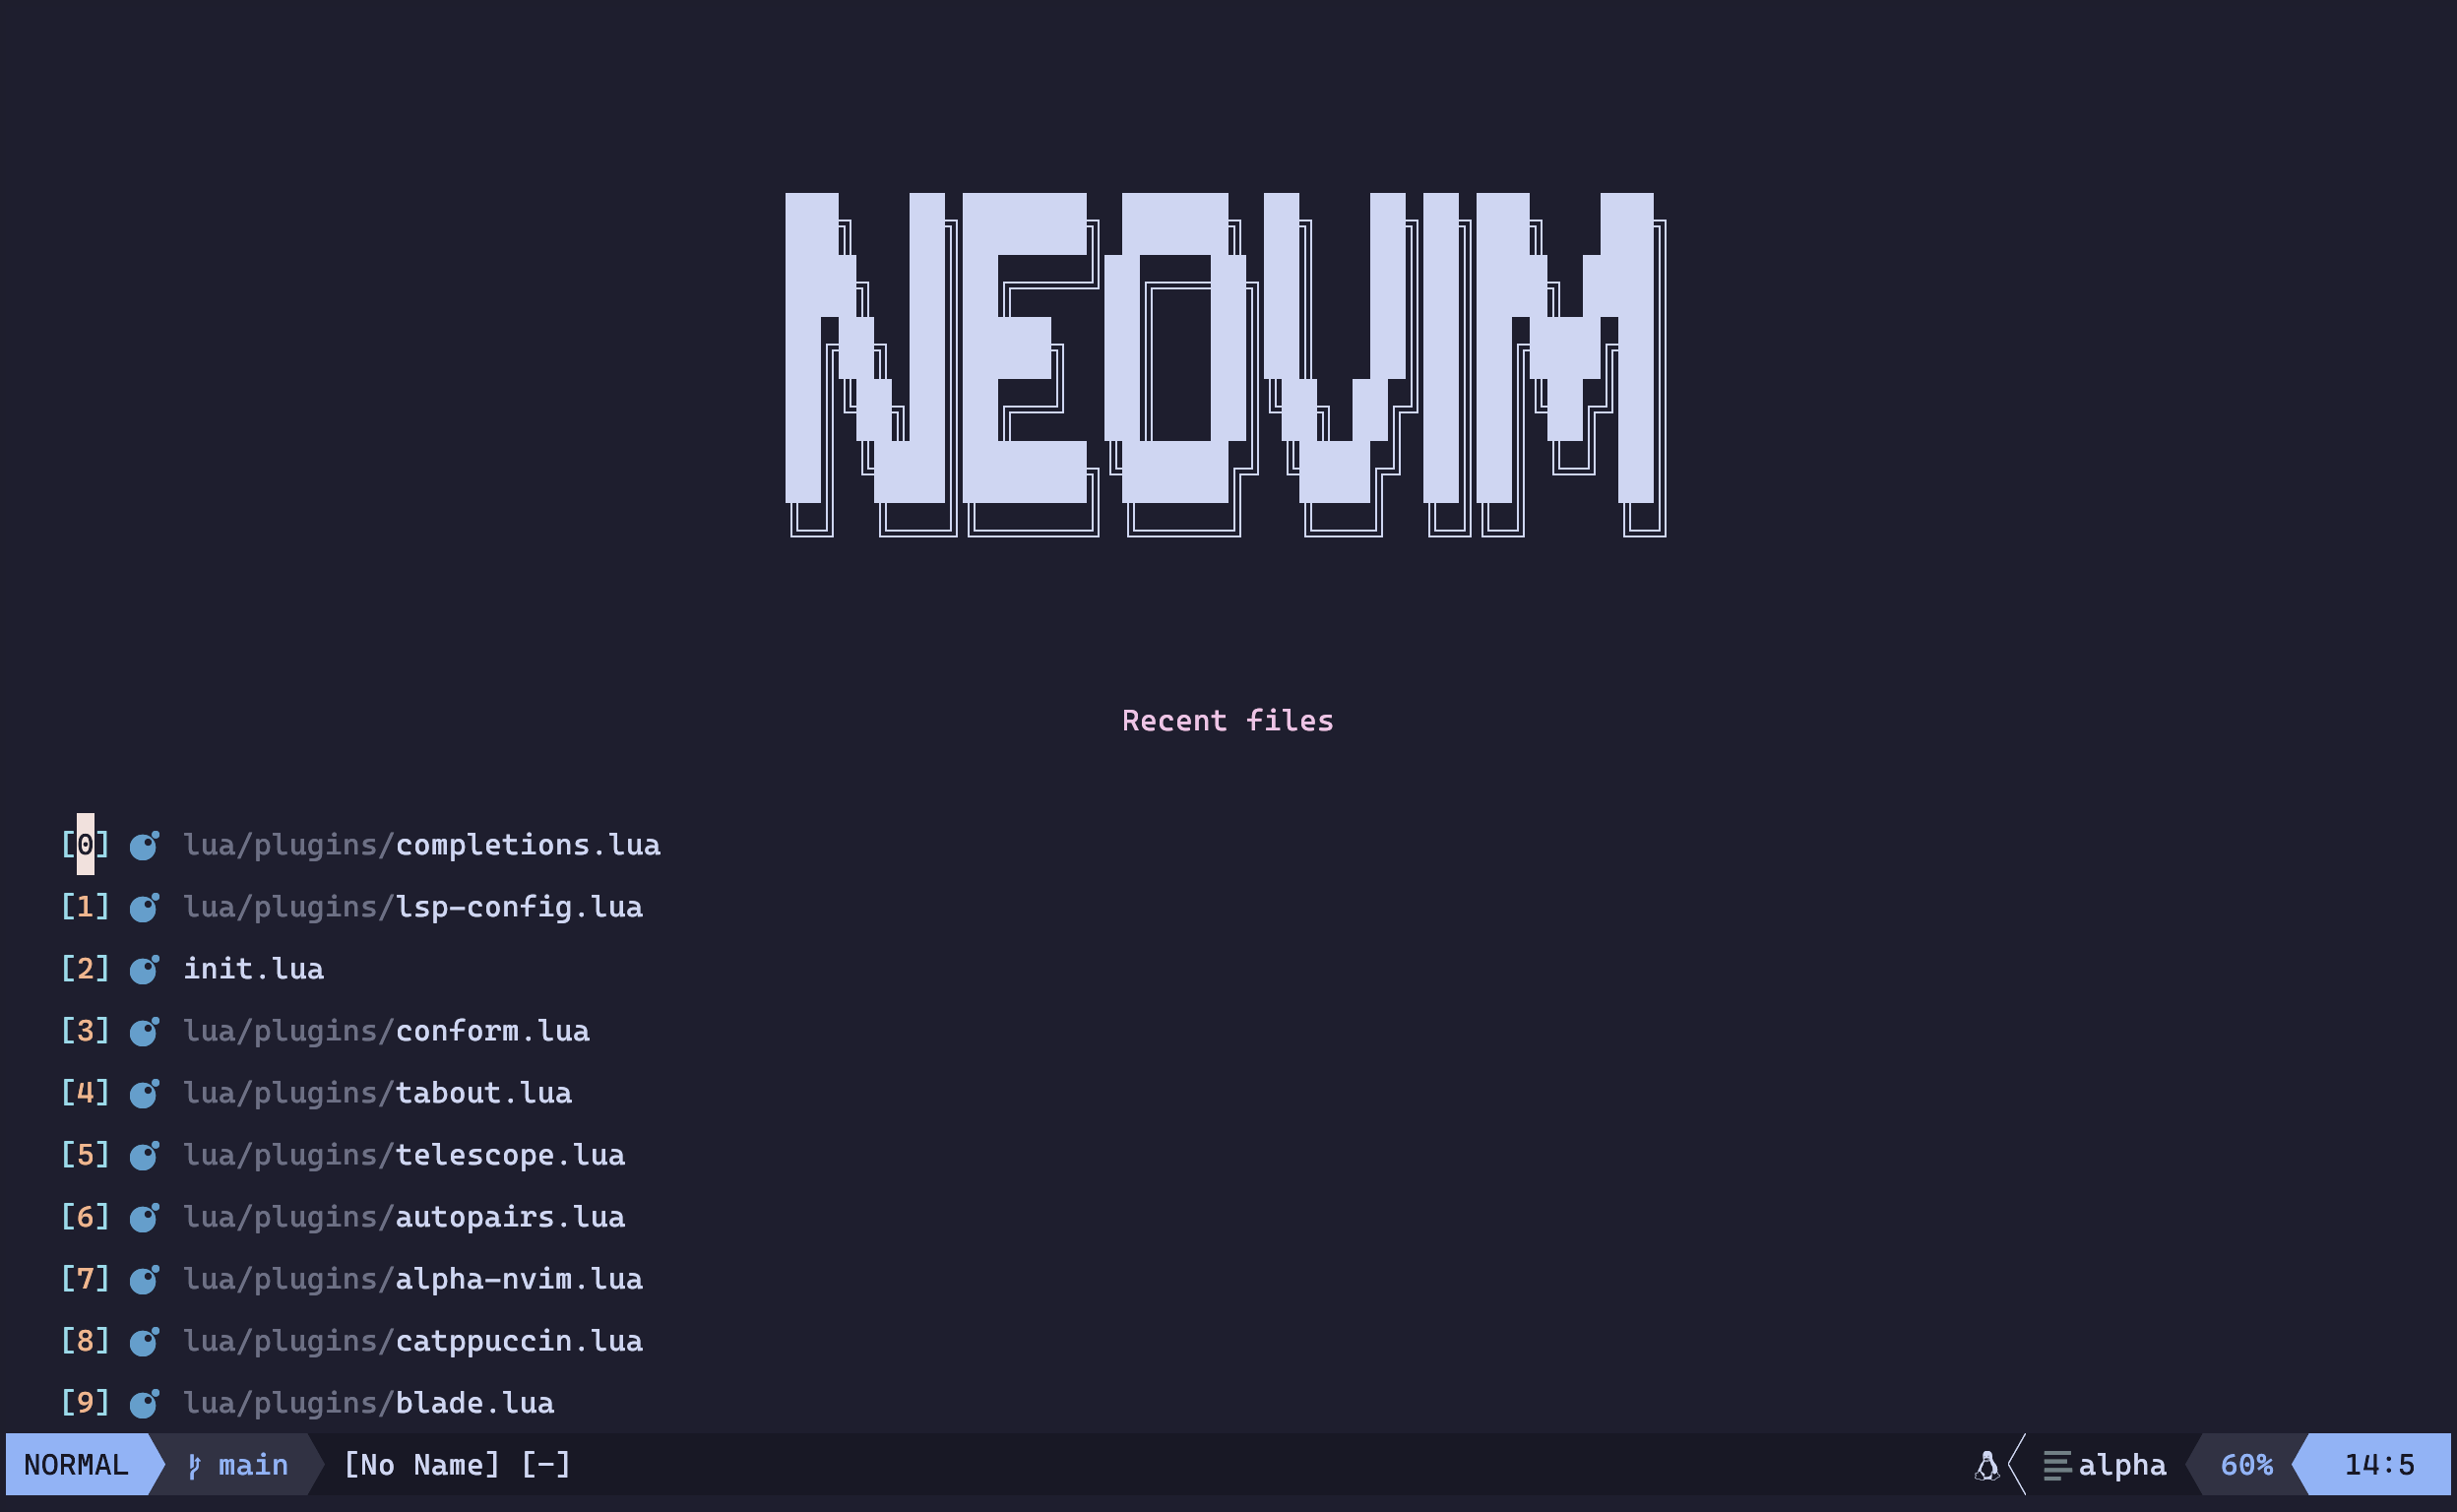 NEOVIM
Recent files
[0] lua/plugins/completions.lua
[1] lua/plugins/lsp-config.lua
[2] init.lua
[3] lua/plugins/conform.lua
[4] lua/plugins/tabout.lua
[5] lua/plugins/telescope.lua
[6] lua/plugins/autopairs.lua
[7] lua/plugins/alpha-nvim.lua
[8] lua/plugins/catppuccin.lua
[9] lua/plugins/blade.lua
NORMAL main [No Name] [-] alpha 60% 14:5